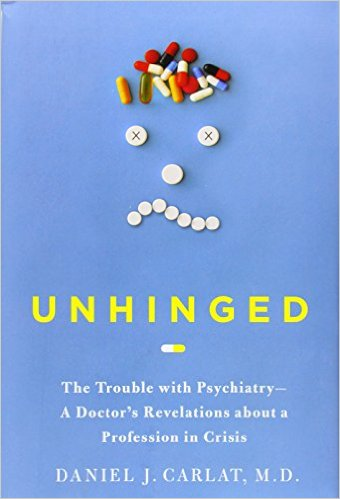 X X
UNHINGED
The Trouble with Psychiatry—
A Doctor's Revelations about a
Profession in Crisis
DANIEL J. CARLAT, M.D.